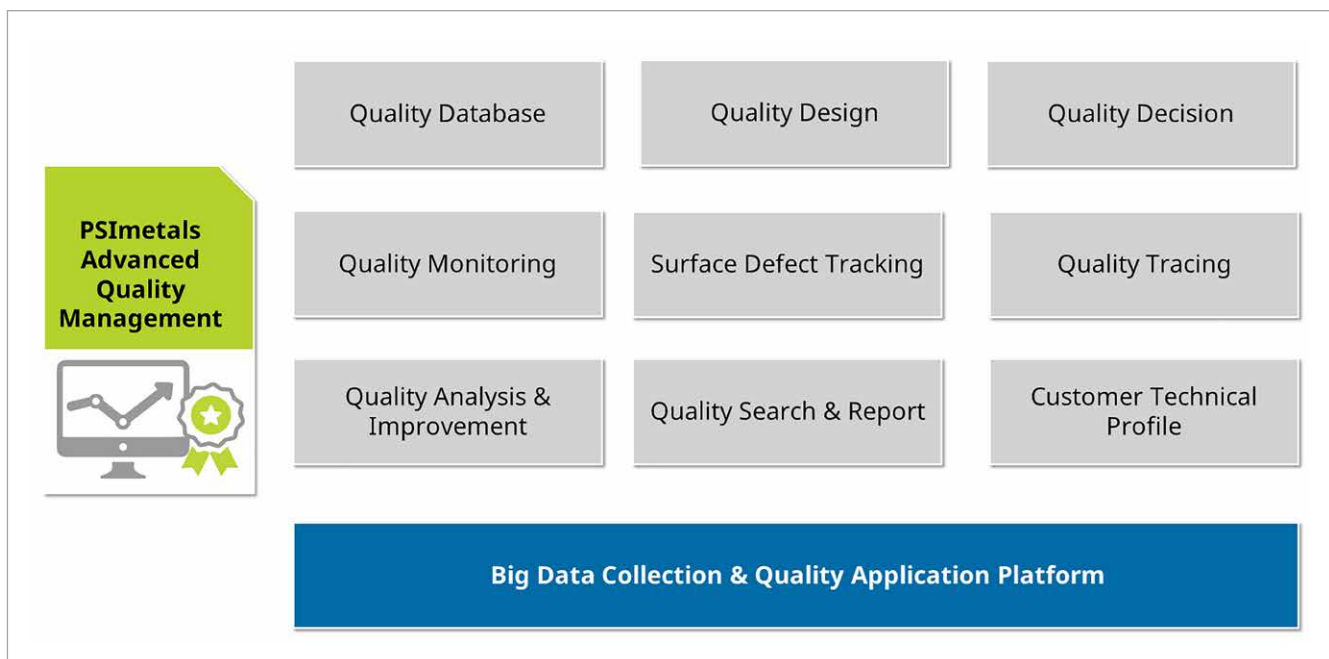 Quality Database
Quality Design
Quality Decision
PSImetals
Advanced
Quality
Management
Quality Monitoring
Surface Defect Tracking
Quality Tracing
Quality Analysis &
Improvement
Quality Search & Report
Customer Technical
Profile
Big Data Collection & Quality Application Platform